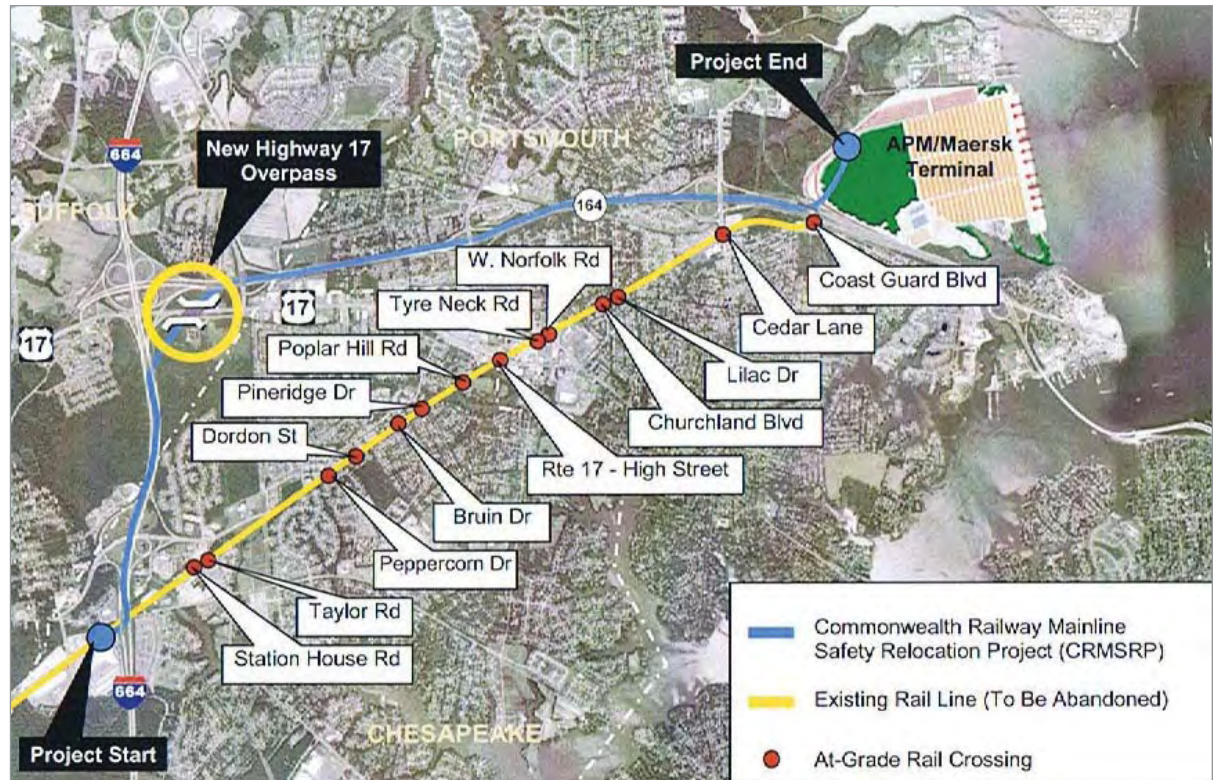 Project End
PORTSMOUTH
664
New Highway 17
Overpass
APM/Maersk
Terminal
SUFFOLK
164
W. Norfolk Rd
Coast Guard Blvd
Tyre Neck Rd
17
17
Cedar Lane
Poplar Hill Rd
Lilac Dr
Pineridge Dr
Churchland Blvd
Dordon St
Rte 17 - High Street
Bruin Dr
Peppercorn Dr
Taylor Rd
Station House Rd
664
CHESAPEAKE
Project Start
Commonwealth Railway Mainline
Safety Relocation Project (CRMSRP)
Existing Rail Line (To Be Abandoned)
At-Grade Rail Crossing